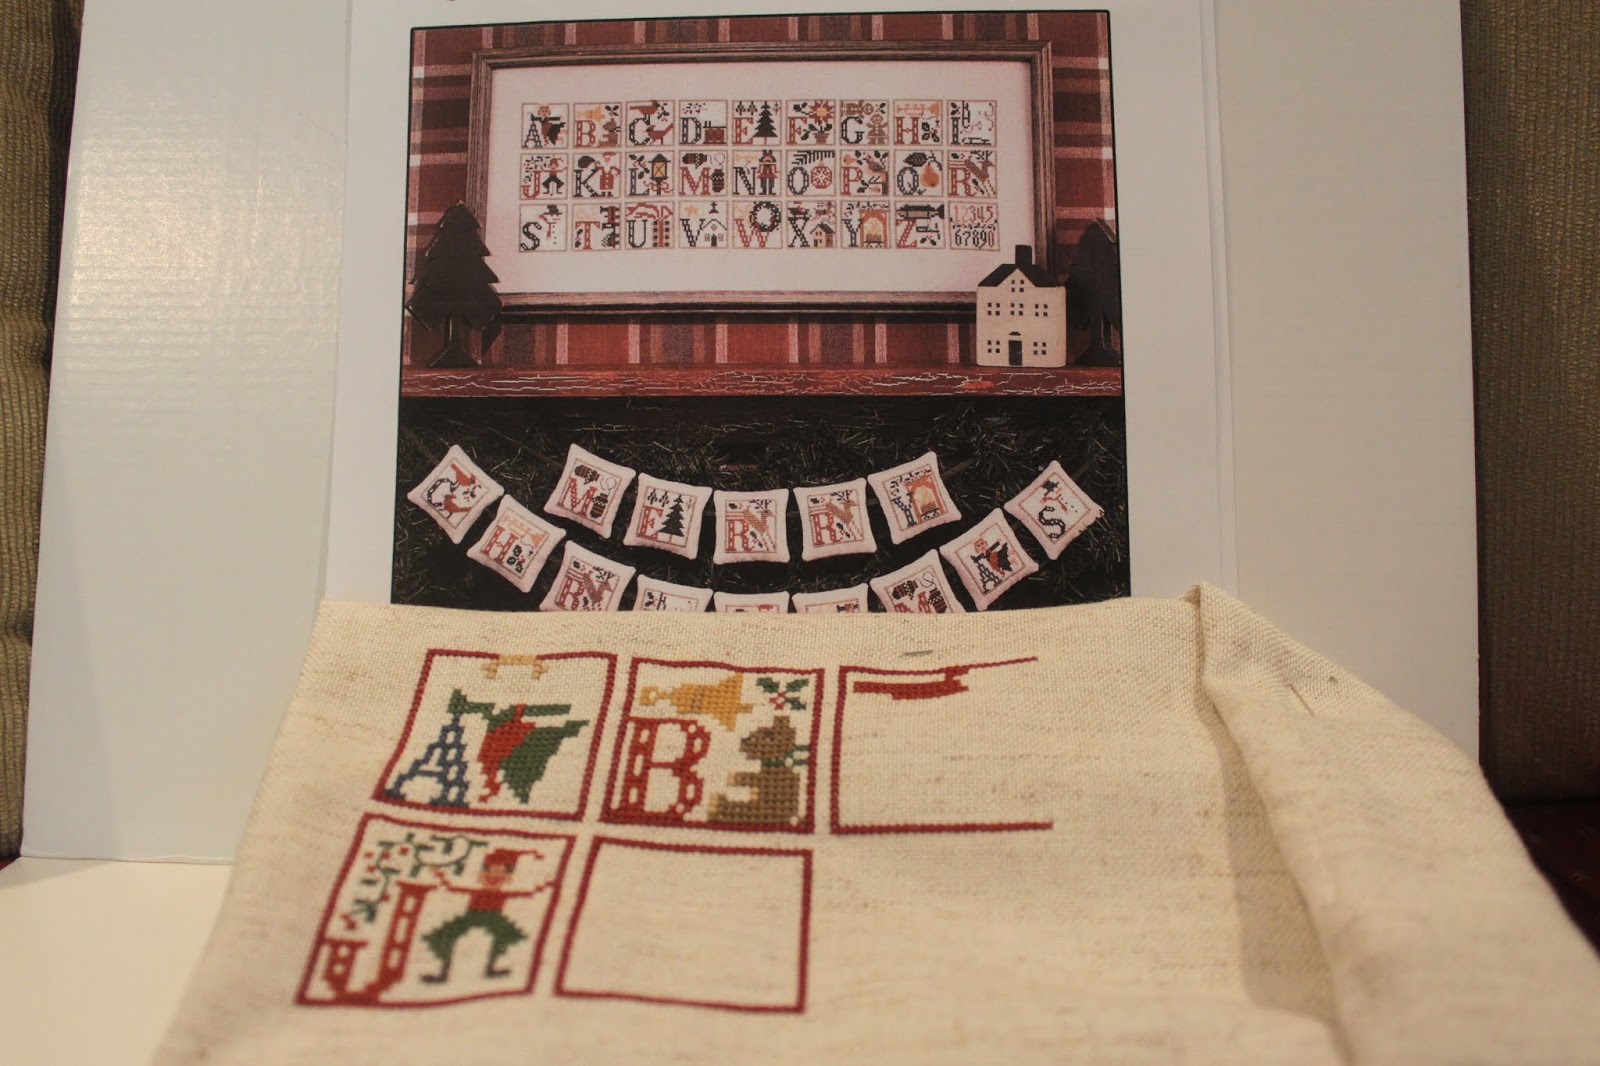 A B C D E F G H I
J K L M N O P Q R
S T U V W X Y Z 12345
67890
M E R R Y
C H R M A S
A B
J